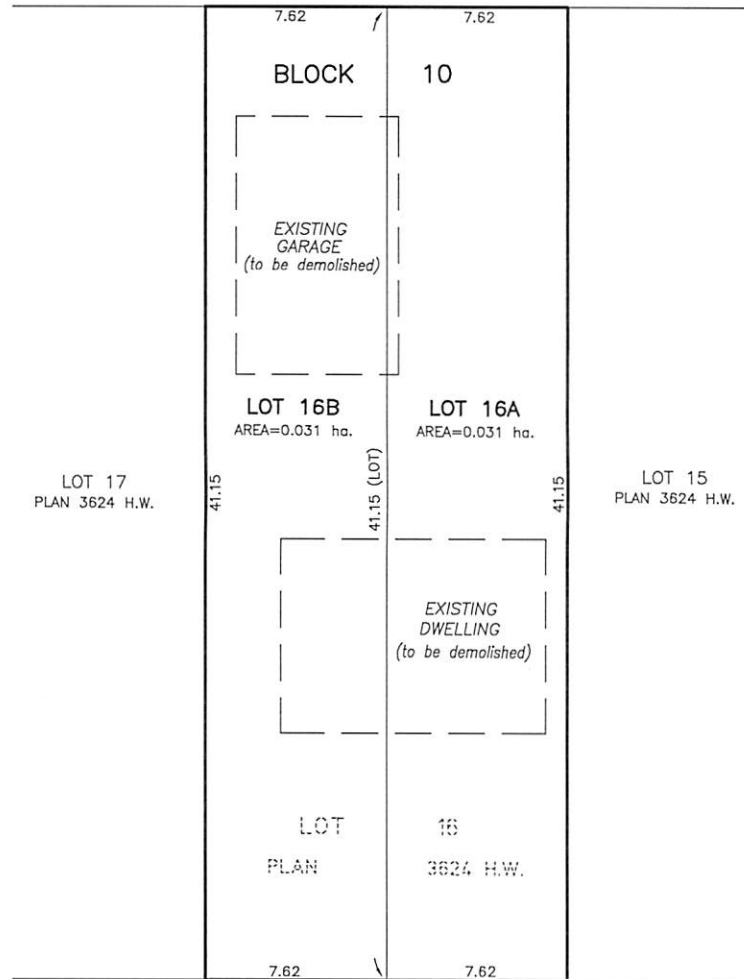 7.62 7.62
BLOCK 10
EXISTING
GARAGE
(to be demolished)
LOT 16B LOT 16A
AREA=0.031 ha. AREA=0.031 ha.
LOT 17
PLAN 3624 H.W.
41.15
41.15 (LOT)
41.15
LOT 15
PLAN 3624 H.W.
EXISTING
DWELLING
(to be demolished)
LOT 16
PLAN 3624 H.W.
7.62 7.62